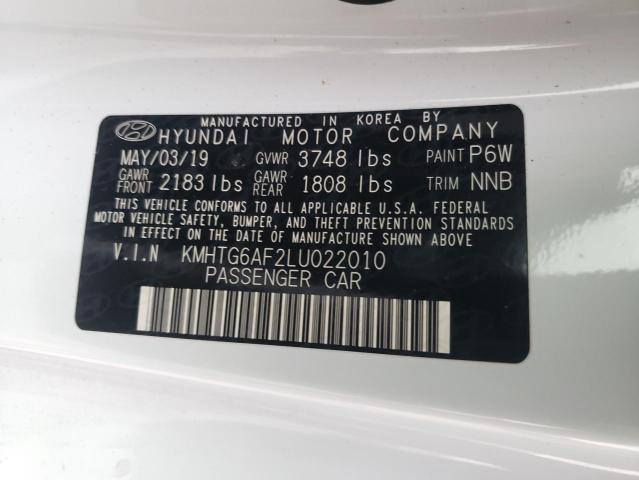 MANUFACTURED IN KOREA BY
HYUNDAI MOTOR COMPANY
MAY/03/19 GVWR 3748 lbs PAINT P6W
GAWR FRONT 2183 lbs GAWR REAR 1808 lbs TRIM NNB
THIS VEHICLE CONFORMS TO ALL APPLICABLE U.S.A. FEDERAL
MOTOR VEHICLE SAFETY, BUMPER, AND THEFT PREVENTION
STANDARDS IN EFFECT ON THE DATE OF MANUFACTURE SHOWN ABOVE
V.I.N KMHTG6AF2LU022010
PASSENGER CAR